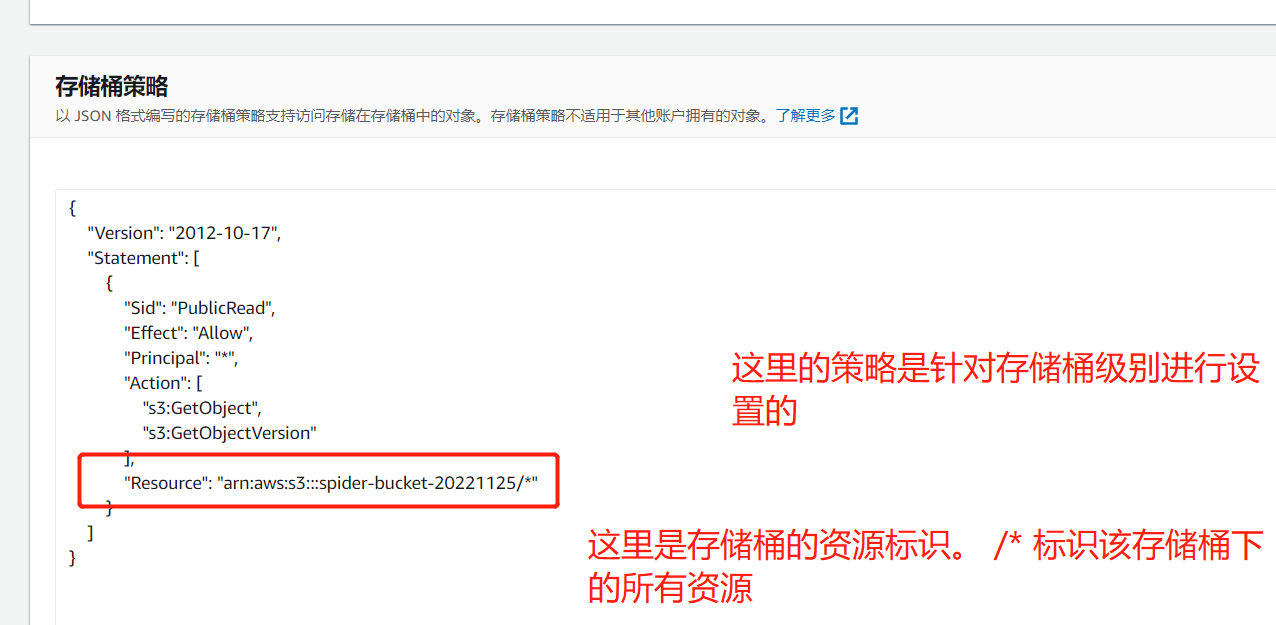 存储桶策略
以 JSON 格式编写的存储桶策略支持访问存储在存储桶中的对象。存储桶策略不适用于其他账户拥有的对象。了解更多
{
"Version": "2012-10-17",
"Statement": [
{
"Sid": "PublicRead",
"Effect": "Allow",
"Principal": "*",
"Action": [
"s3:GetObject",
"s3:GetObjectVersion"
],
"Resource": "arn:aws:s3:::spider-bucket-20221125/*"
}
]
}
这里的策略是针对存储桶级别进行设
置的
这里是存储桶的资源标识。 /* 标识该存储桶下
的所有资源